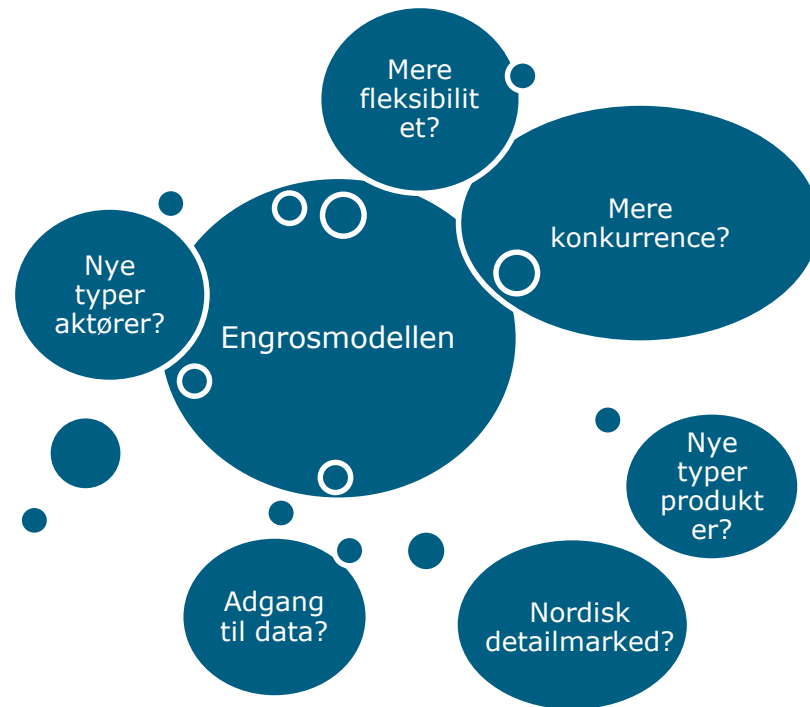 Mere
fleksibilit
et?
Mere
konkurrence?
Nye
typer
aktører?
Engrosmodellen
Nye
typer
produkt
er?
Adgang
til data?
Nordisk
detailmarked?